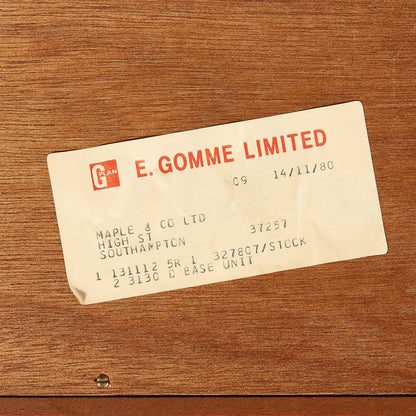 G PLAN E. GOMME LIMITED
09 14/11/80
MAPLE & CO LTD
HIGH ST 37257
SOUTHAMPTON
1 131112 5R 1 327807/STOCK
2 3130 D BASE UNIT